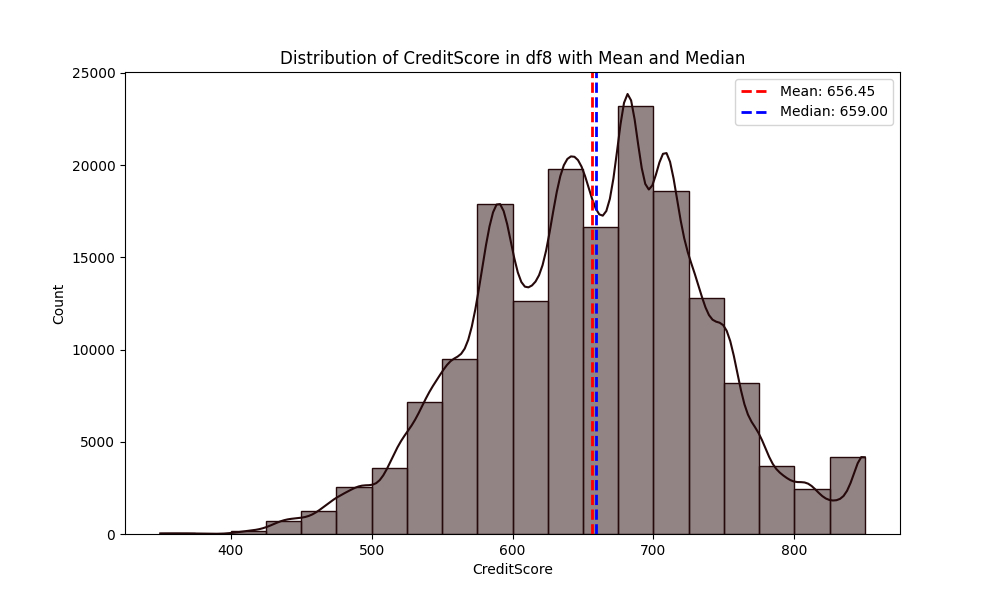 Distribution of CreditScore in df8 with Mean and Median
Mean: 656.45
Median: 659.00
25000
20000
15000
10000
5000
0
Count
400 500 600 700 800
CreditScore